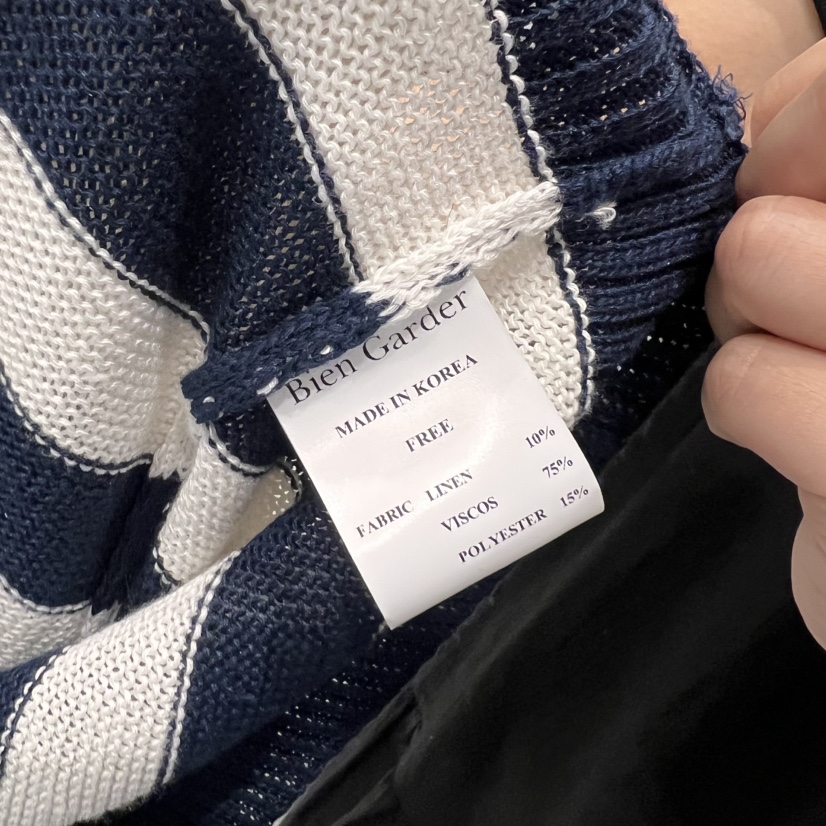 Bien Garder
MADE IN KOREA
FREE
FABRIC LINEN 10%
VISCOS 75%
POLYESTER 15%